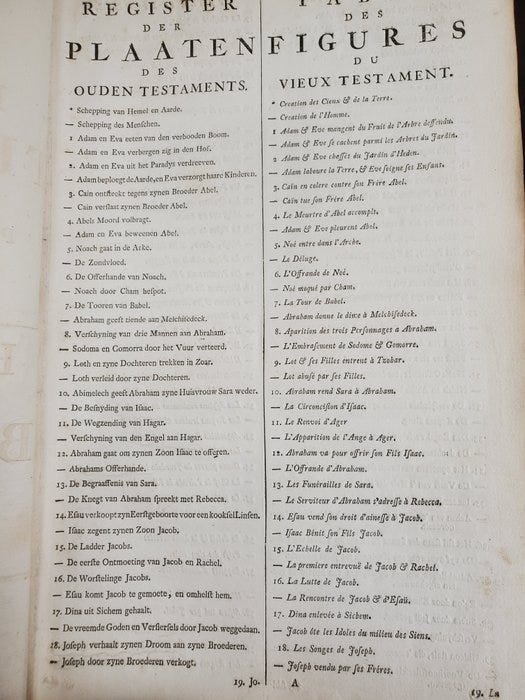 REGISTER
DER
PLAATEN
DES
OUDEN TESTAMENTS.
* Schepping van Hemel en Aarde.
— Schepping des Menschen.
1 Adam en Eva eeten van den verbooden Boom.
— Adam en Eva verbergen zig in den Hof.
2. Adam en Eva uit het Paradys verdreeven.
— Adam beploegt de Aarde, en Eva verzorgt haare Kinderen.
3. Cain ontsteekt tegens zynen Broeder Abel.
— Cain verslaat zynen Broeder Abel.
4. Abels Moord volbragt.
— Adam en Eva beweenen Abel.
5. Noach gaat in de Arke.
— De Zondvloed.
6. De Offerhande van Noach.
— Noach door Cham bespot.
7. De Tooren van Babel.
— Abraham geeft tiende aen Melchisedeck.
8. Verschyning van drie Mannen aan Abraham.
— Sodoma en Gomorra door het Vuur verteerd.
9. Loth en zyne Dochteren trekken in Zoar.
— Loth verleid door zyne Dochteren.
10. Abimelech geeft Abraham zyne Huisvrouw Sara weder.
— De Besnyding van Isaac.
11. De Wegzending van Hagar.
— Verschyning van den Engel aan Hagar.
12. Abraham gaat om zynen Zoon Isaac te offeren.
— Abrahams Offerhande.
13. De Begraaffenis van Sara.
— De Knegt van Abraham spreekt met Rebecca.
14. Esau verkoopt zyn Eerstgeboorte voor een kooksel Linsen.
— Isaac zegent zynen Zoon Jacob.
15. De Ladder Jacobs.
— De eerste Ontmoeting van Jacob en Rachel.
16. De Worstelinge Jacobs.
— Esau komt Jacob te gemoete, en omhelst hem.
17. Dina uit Sichem gehaalt.
— De vreemde Goden en Versiersels door Jacob weggedaan.
18. Joseph verhaalt zynen Droom aan zyne Broederen.
— Joseph door zyne Broederen verkogt.
19. Jo.
DES
FIGURES
DU
VIEUX TESTAMENT.
* Creation des Cieux & de la Terre.
— Creation de l'Homme.
1 Adam & Eve mangent du Fruit de l'Arbre deffendu.
— Adam & Eve se cachent parmi les Arbres du Jardin.
2 Adam & Eve chassés du Jardin d'Heden.
— Adam laboure la Terre, & Eve soigne ses Enfans.
3. Caïn en colere contre son Frère Abel.
— Caïn tue son Frère Abel.
4. Le Meurtre d'Abel accompli.
— Adam & Eve pleurent Abel.
5. Noé entre dans l'Arche.
— Le Déluge.
6. L'Offrande de Noé.
— Noé moqué par Cham.
7. La Tour de Babel.
— Abraham donne le dime à Melchisedeck.
8. Aparition des trois Personnages a Abraham.
— L'Embrasement de Sodome & Gomorre.
9. Lot & ses Filles entrent à Tzohar.
— Lot abusé par ses Filles.
10. Abraham rend Sara à Abraham.
— La Circoncision d'Isaac.
11. Le Renvoi d'Ager
— L'Apparition de l'Ange à Ager.
12. Abraham va pour offrir son Fils Isaac.
— L'Offrande d'Abraham.
13. Les Funérailles de Sara.
— Le Serviteur d'Abraham s'adresse à Rebecca.
14. Esau vend son droit d'ainesse à Jacob.
— Isaac Bénit son Fils Jacob.
15. L'Echelle de Jacob.
— La premiere entrevuë de Jacob & Rachel.
16. La Lutte de Jacob.
— La Rencontre de Jacob & d'Esaü.
17. Dina enlevée à Sichem.
— Jacob ôte les Idoles du milieu des Siens.
18. Les Songes de Joseph.
— Joseph vendu par ses Frères.
A
19. La